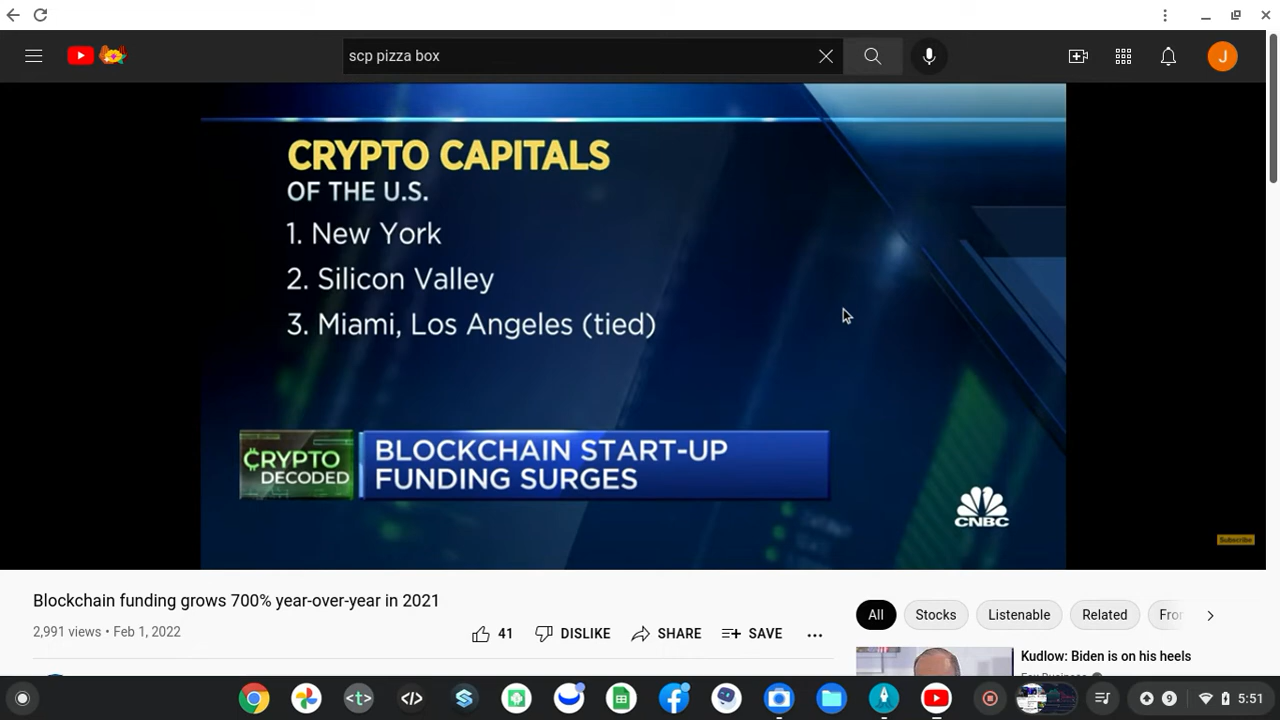 scp pizza box
J
CRYPTO CAPITALS
OF THE U.S.
1. New York
2. Silicon Valley
3. Miami, Los Angeles (tied)
CRYPTO
DECODED
BLOCKCHAIN START-UP
FUNDING SURGES
CNBC
Subscribe
Blockchain funding grows 700% year-over-year in 2021
2,991 views • Feb 1, 2022
41
DISLIKE
SHARE
SAVE
All
Stocks
Listenable
Related
Fror
Kudlow: Biden is on his heels
<t>
</>
9
5:51